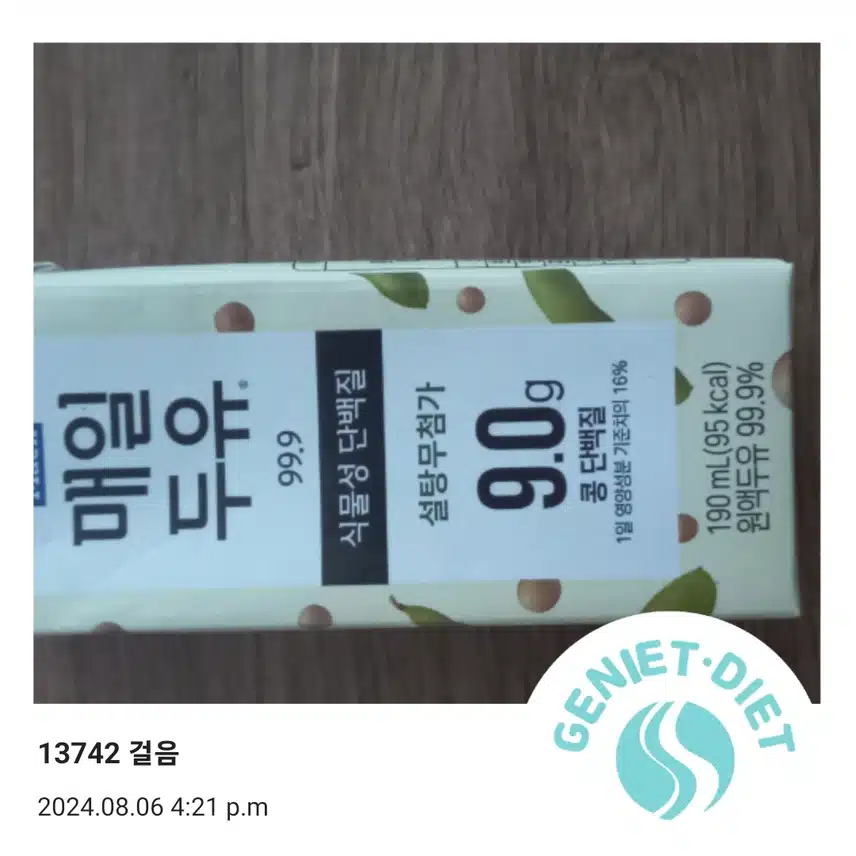 매일
두유®
99.9
식물성 단백질
설탕무첨가
9.0g
콩 단백질
1일 영양성분 기준치의 16%
190 mL(95 kcal)
원액두유 99.9%
GENIET·DIET
13742 걸음
2024.08.06 4:21 p.m